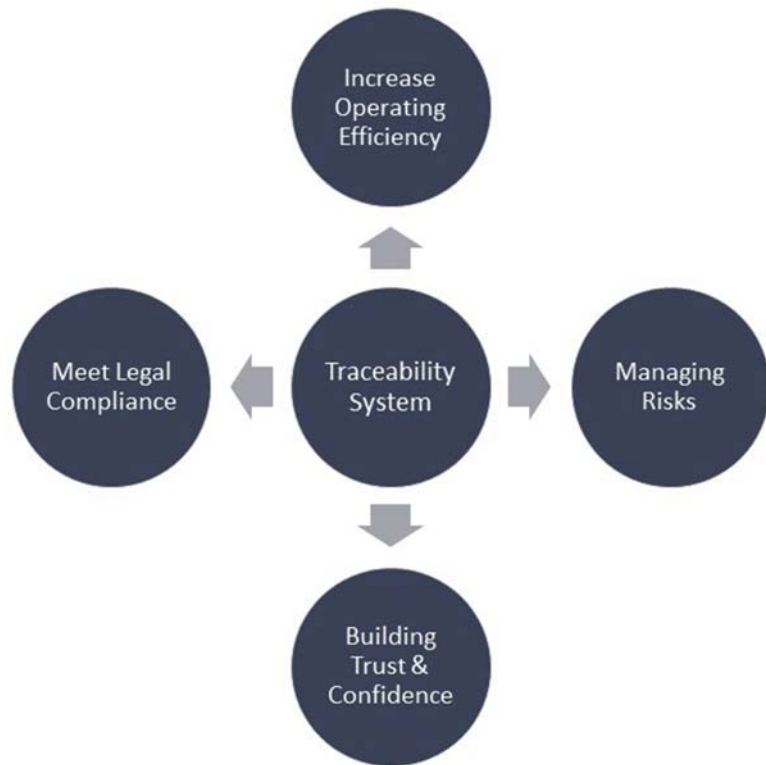 Increase
Operating
Efficiency
Meet Legal
Compliance
Traceability
System
Managing
Risks
Building
Trust &
Confidence